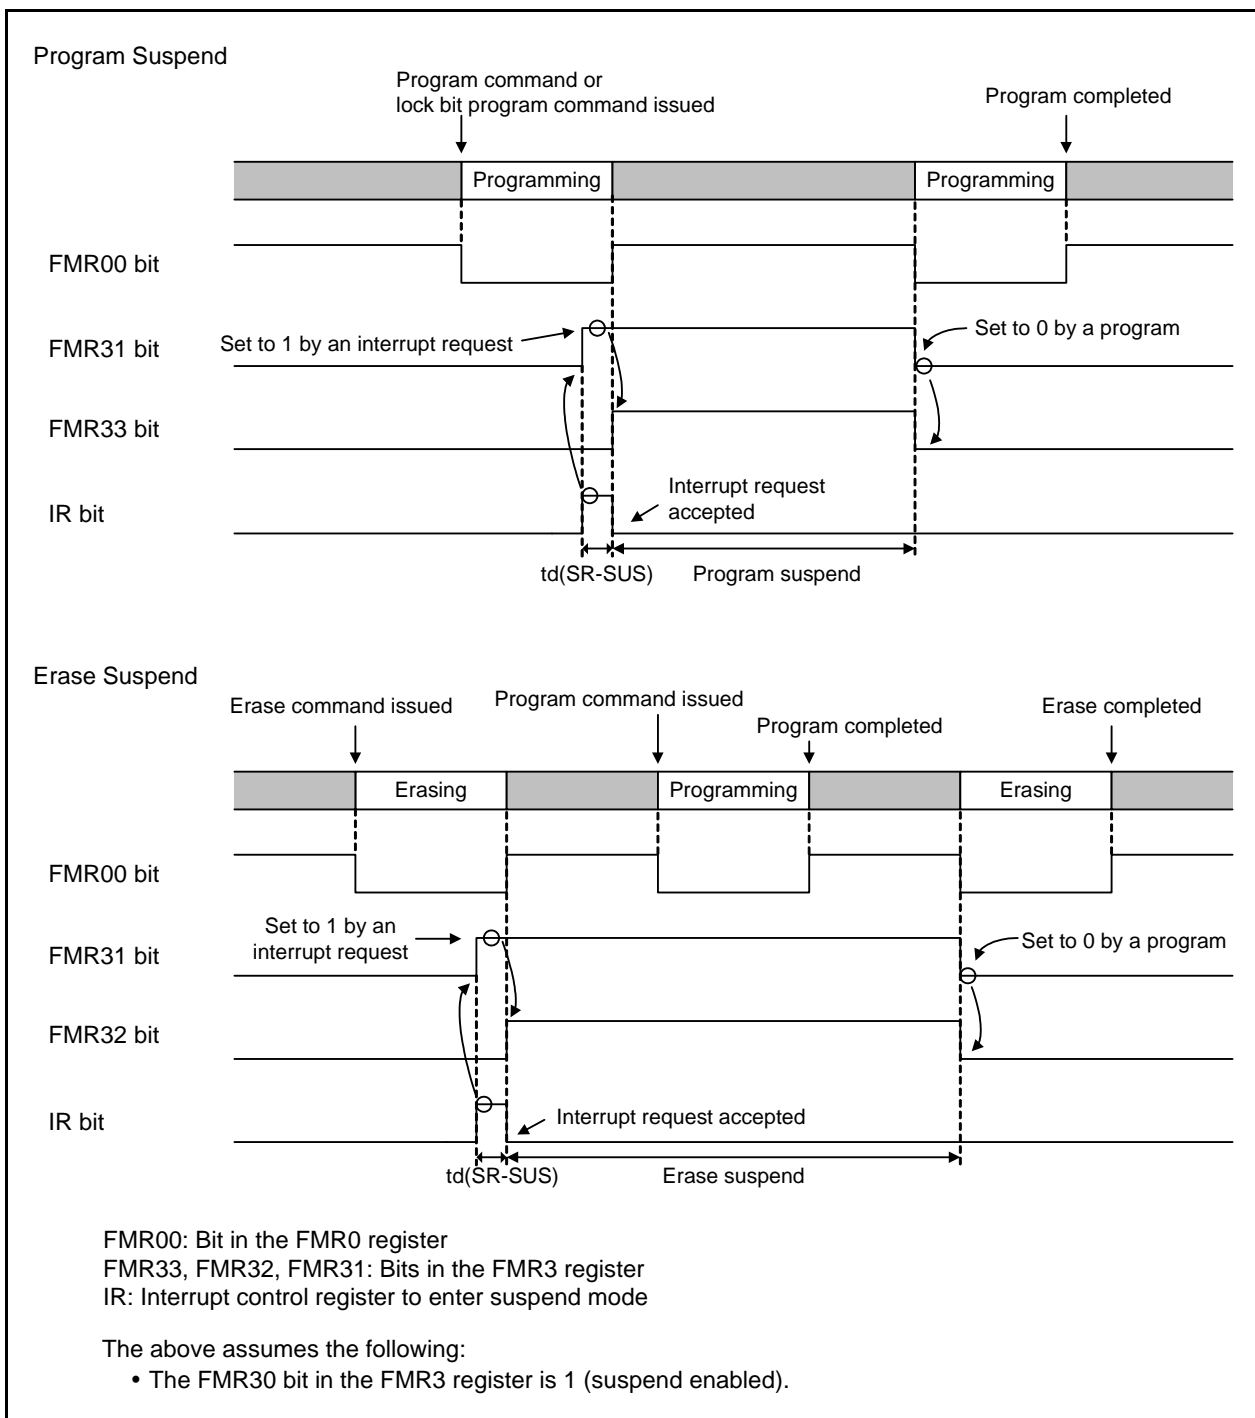 Program Suspend
Program command or
lock bit program command issued
Program completed
Programming
Programming
FMR00 bit
Set to 1 by an interrupt request
Set to 0 by a program
FMR31 bit
FMR33 bit
Interrupt request
accepted
IR bit
td(SR-SUS)
Program suspend
Erase Suspend
Erase command issued
Program command issued
Program completed
Erase completed
Erasing
Programming
Erasing
FMR00 bit
Set to 1 by an
interrupt request
Set to 0 by a program
FMR31 bit
FMR32 bit
Interrupt request accepted
IR bit
td(SR-SUS)
Erase suspend
FMR00: Bit in the FMR0 register
FMR33, FMR32, FMR31: Bits in the FMR3 register
IR: Interrupt control register to enter suspend mode
The above assumes the following:
• The FMR30 bit in the FMR3 register is 1 (suspend enabled).